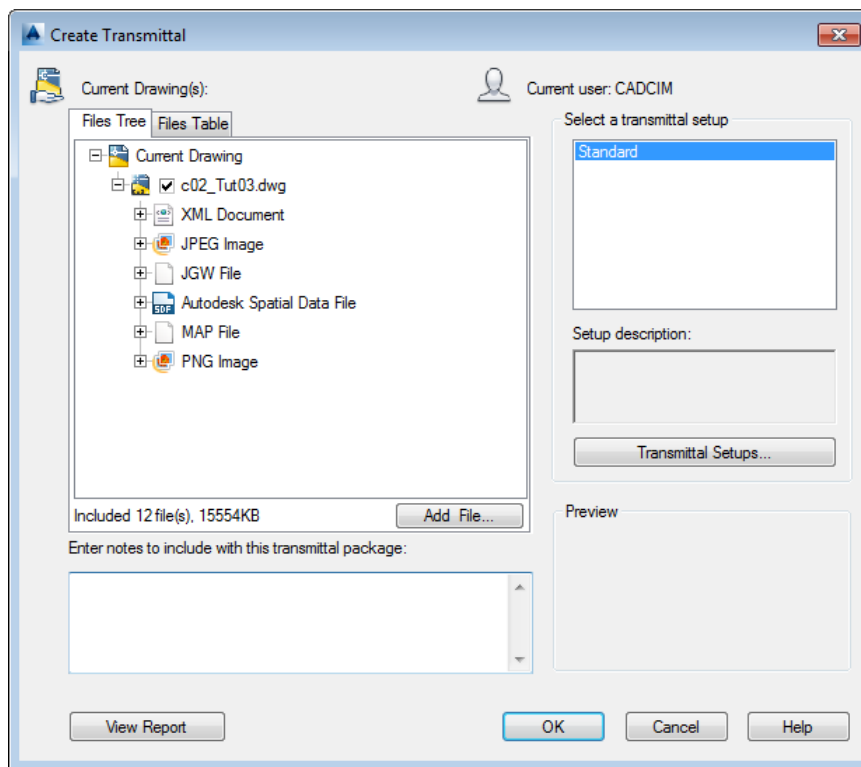 Create Transmittal
Current Drawing(s):
Current user: CADCIM
Files Tree
Files Table
Current Drawing
c02_Tut03.dwg
XML Document
JPEG Image
JGW File
SDF
Autodesk Spatial Data File
MAP File
PNG Image
Included 12 file(s), 15554KB
Add File...
Enter notes to include with this transmittal package:
Select a transmittal setup
Standard
Setup description:
Transmittal Setups...
Preview
View Report
OK
Cancel
Help